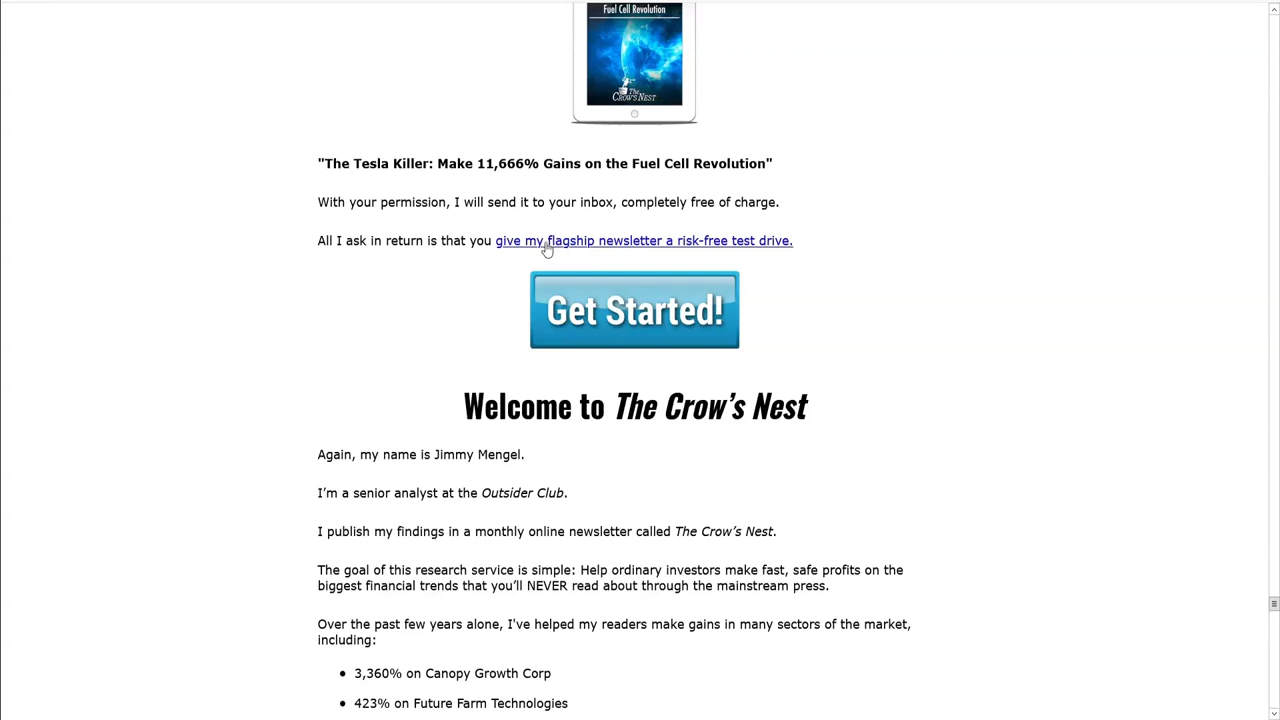 Fuel Cell Revolution
The
CROW'S NEST
"The Tesla Killer: Make 11,666% Gains on the Fuel Cell Revolution"
With your permission, I will send it to your inbox, completely free of charge.
All I ask in return is that you give my flagship newsletter a risk-free test drive.
Get Started!
Welcome to The Crow’s Nest
Again, my name is Jimmy Mengel.
I’m a senior analyst at the Outsider Club.
I publish my findings in a monthly online newsletter called The Crow’s Nest.
The goal of this research service is simple: Help ordinary investors make fast, safe profits on the
biggest financial trends that you’ll NEVER read about through the mainstream press.
Over the past few years alone, I've helped my readers make gains in many sectors of the market,
including:
• 3,360% on Canopy Growth Corp
• 423% on Future Farm Technologies